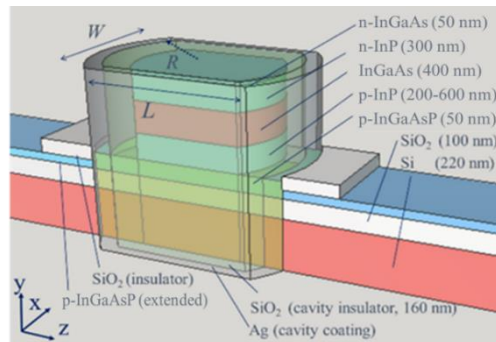 n-InGaAs (50 nm)
n-InP (300 nm)
InGaAs (400 nm)
p-InP (200-600 nm)
p-InGaAsP (50 nm)
SiO₂ (100 nm)
Si (220 nm)
W
R
L
SiO₂ (insulator)
p-InGaAsP (extended)
SiO₂ (cavity insulator, 160 nm)
Ag (cavity coating)
y
x
z